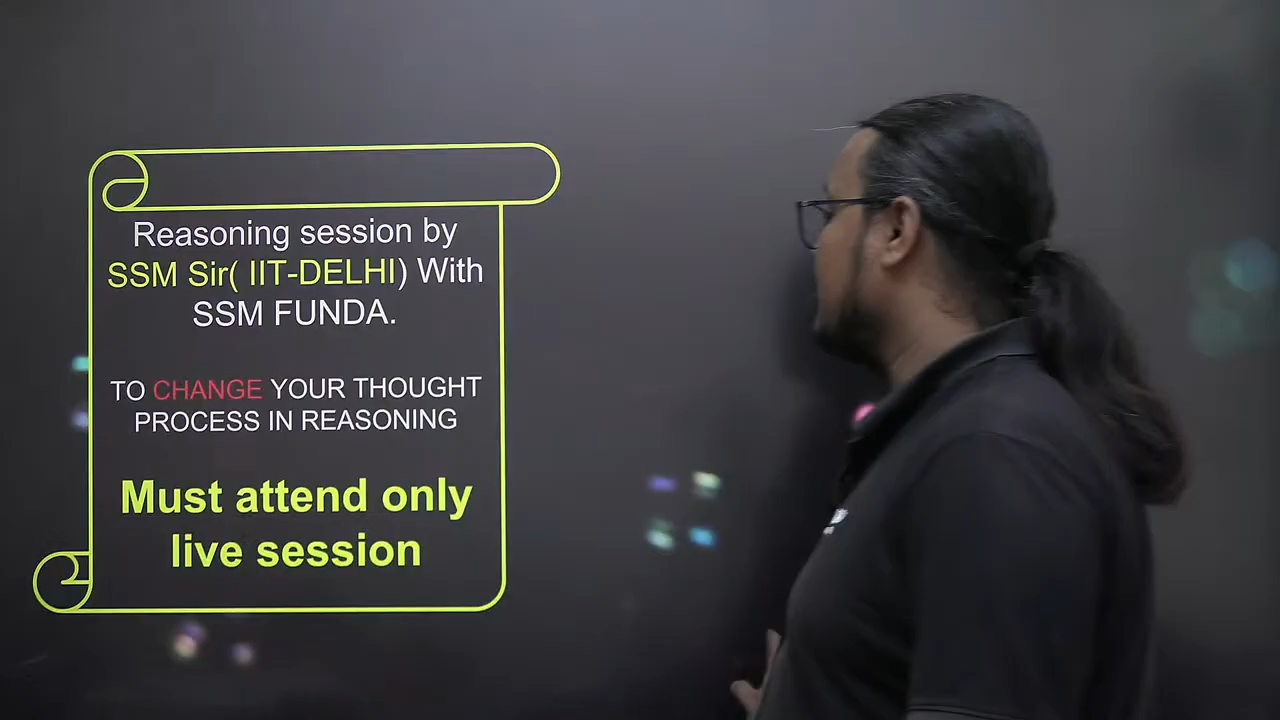 Reasoning session by
SSM Sir( IIT-DELHI) With
SSM FUNDA.
TO CHANGE YOUR THOUGHT
PROCESS IN REASONING
Must attend only
live session